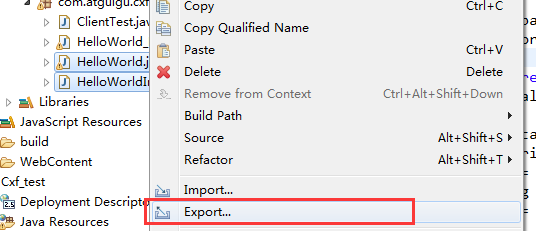 com.atguigu.cxf
ClientTest.jav
HelloWorld_
HelloWorld.j
HelloWorldIn
Libraries
JavaScript Resources
build
WebContent
Cxf_test
Deployment Descripto
Java Resources
Copy Ctrl+C
Copy Qualified Name
Paste Ctrl+V
Delete Delete
Remove from Context Ctrl+Alt+Shift+Down
Build Path
Source Alt+Shift+S
Refactor Alt+Shift+T
Import...
Export...